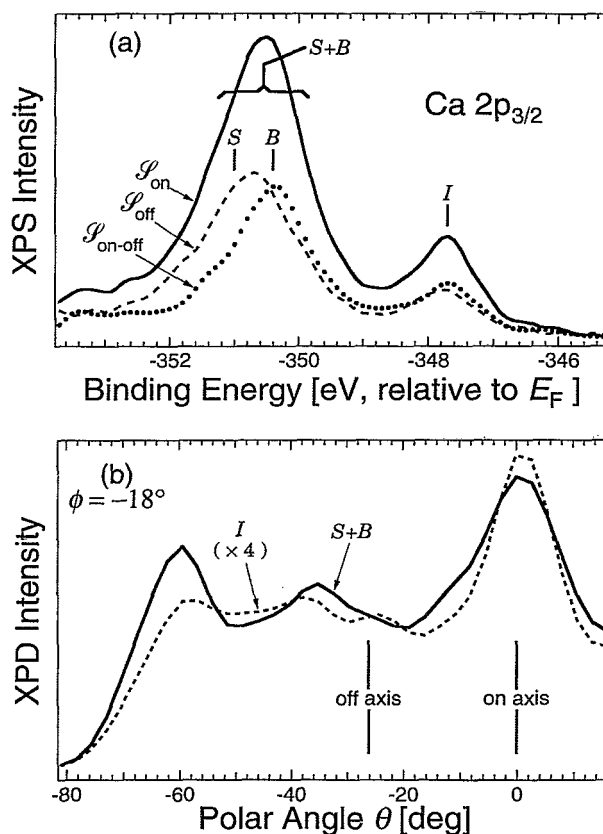 (a)
S+B
Ca 2p3/2
S B
I
𝒮on
𝒮off
𝒮on-off
XPS Intensity
-352 -350 -348 -346
Binding Energy [eV, relative to EF ]
(b)
ϕ = −18°
I
(×4)
S+B
XPD Intensity
off axis on axis
-80 -60 -40 -20 0
Polar Angle θ [deg]